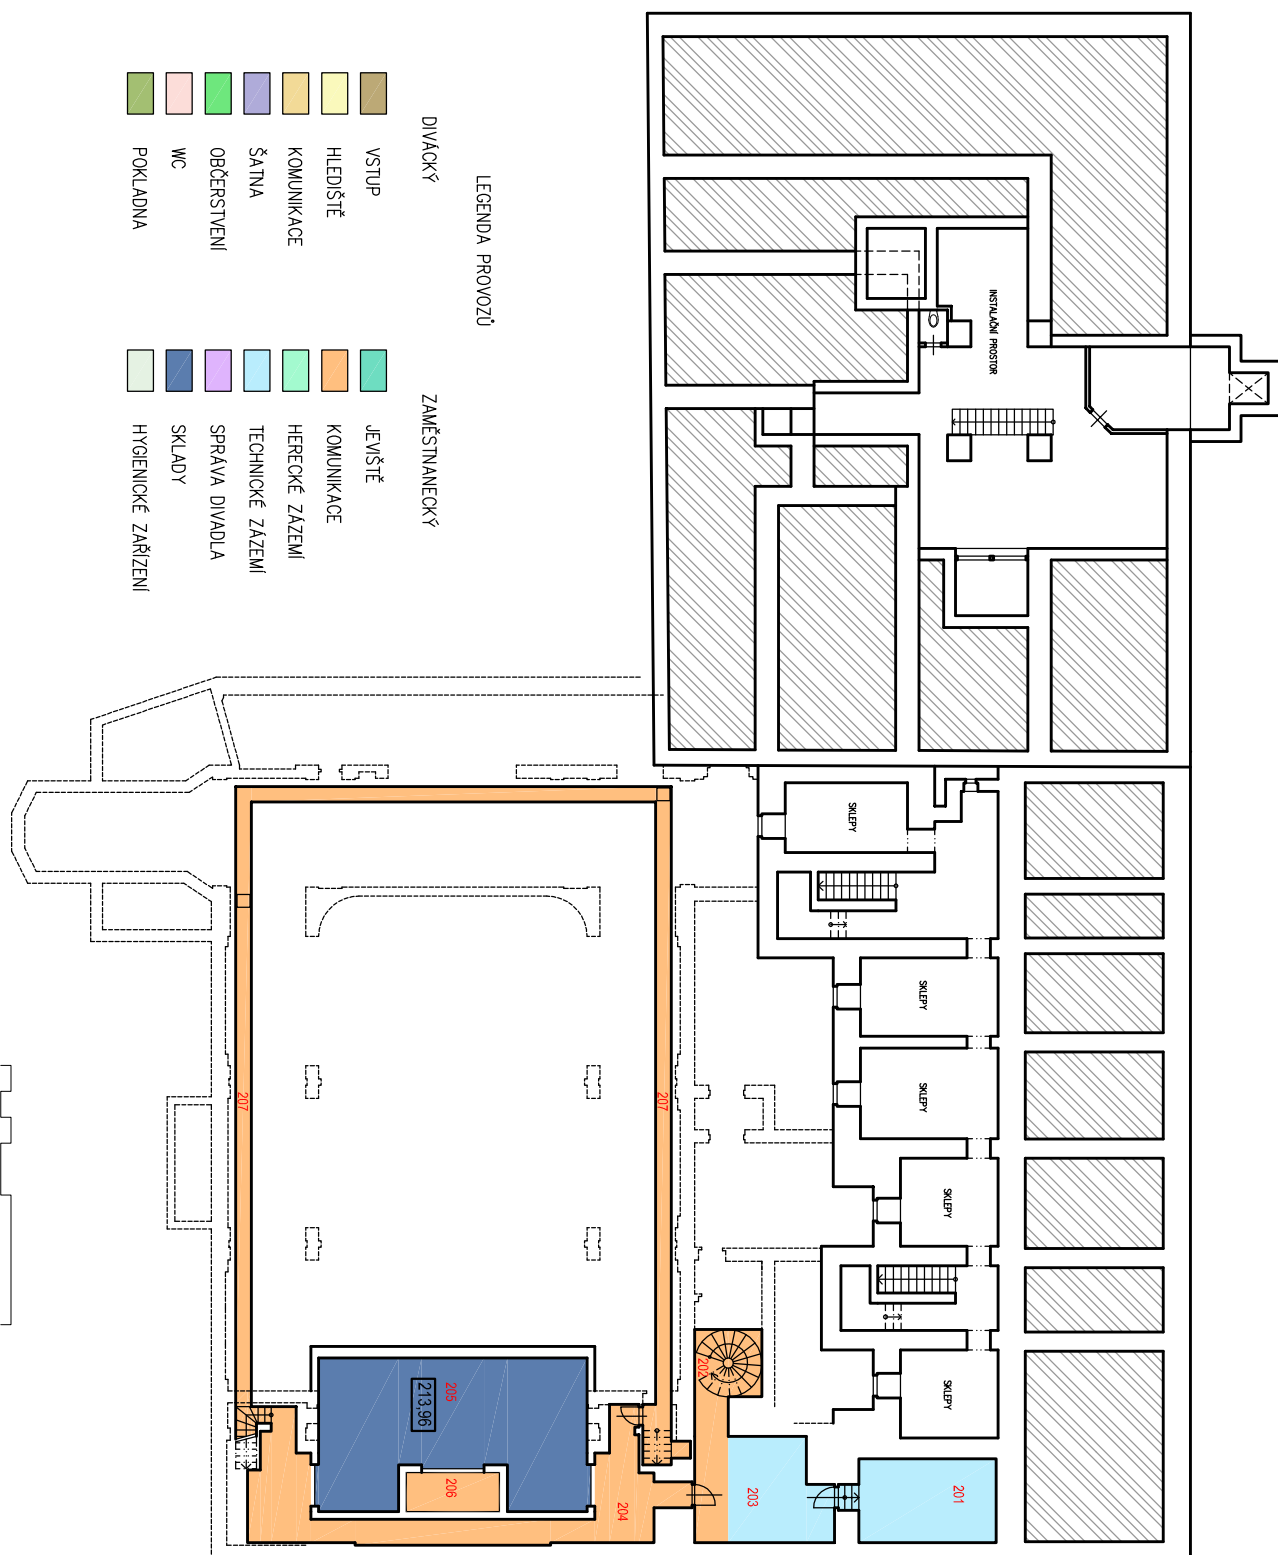 LEGENDA PROVOZŮ
DIVÁCKÝ
VSTUP
HLEDIŠTĚ
KOMUNIKACE
ŠATNA
OBČERSTVENÍ
WC
POKLADNA
ZAMĚSTNANECKÝ
JEVIŠTĚ
KOMUNIKACE
HERECKÉ ZÁZEMÍ
TECHNICKÉ ZÁZEMÍ
SPRÁVA DIVADLA
SKLADY
HYGIENICKÉ ZAŘÍZENÍ
INSTALAČNÍ PROSTOR
SKLEPY
SKLEPY
SKLEPY
SKLEPY
SKLEPY
201
202
203
204
205
213,96
206
207
207